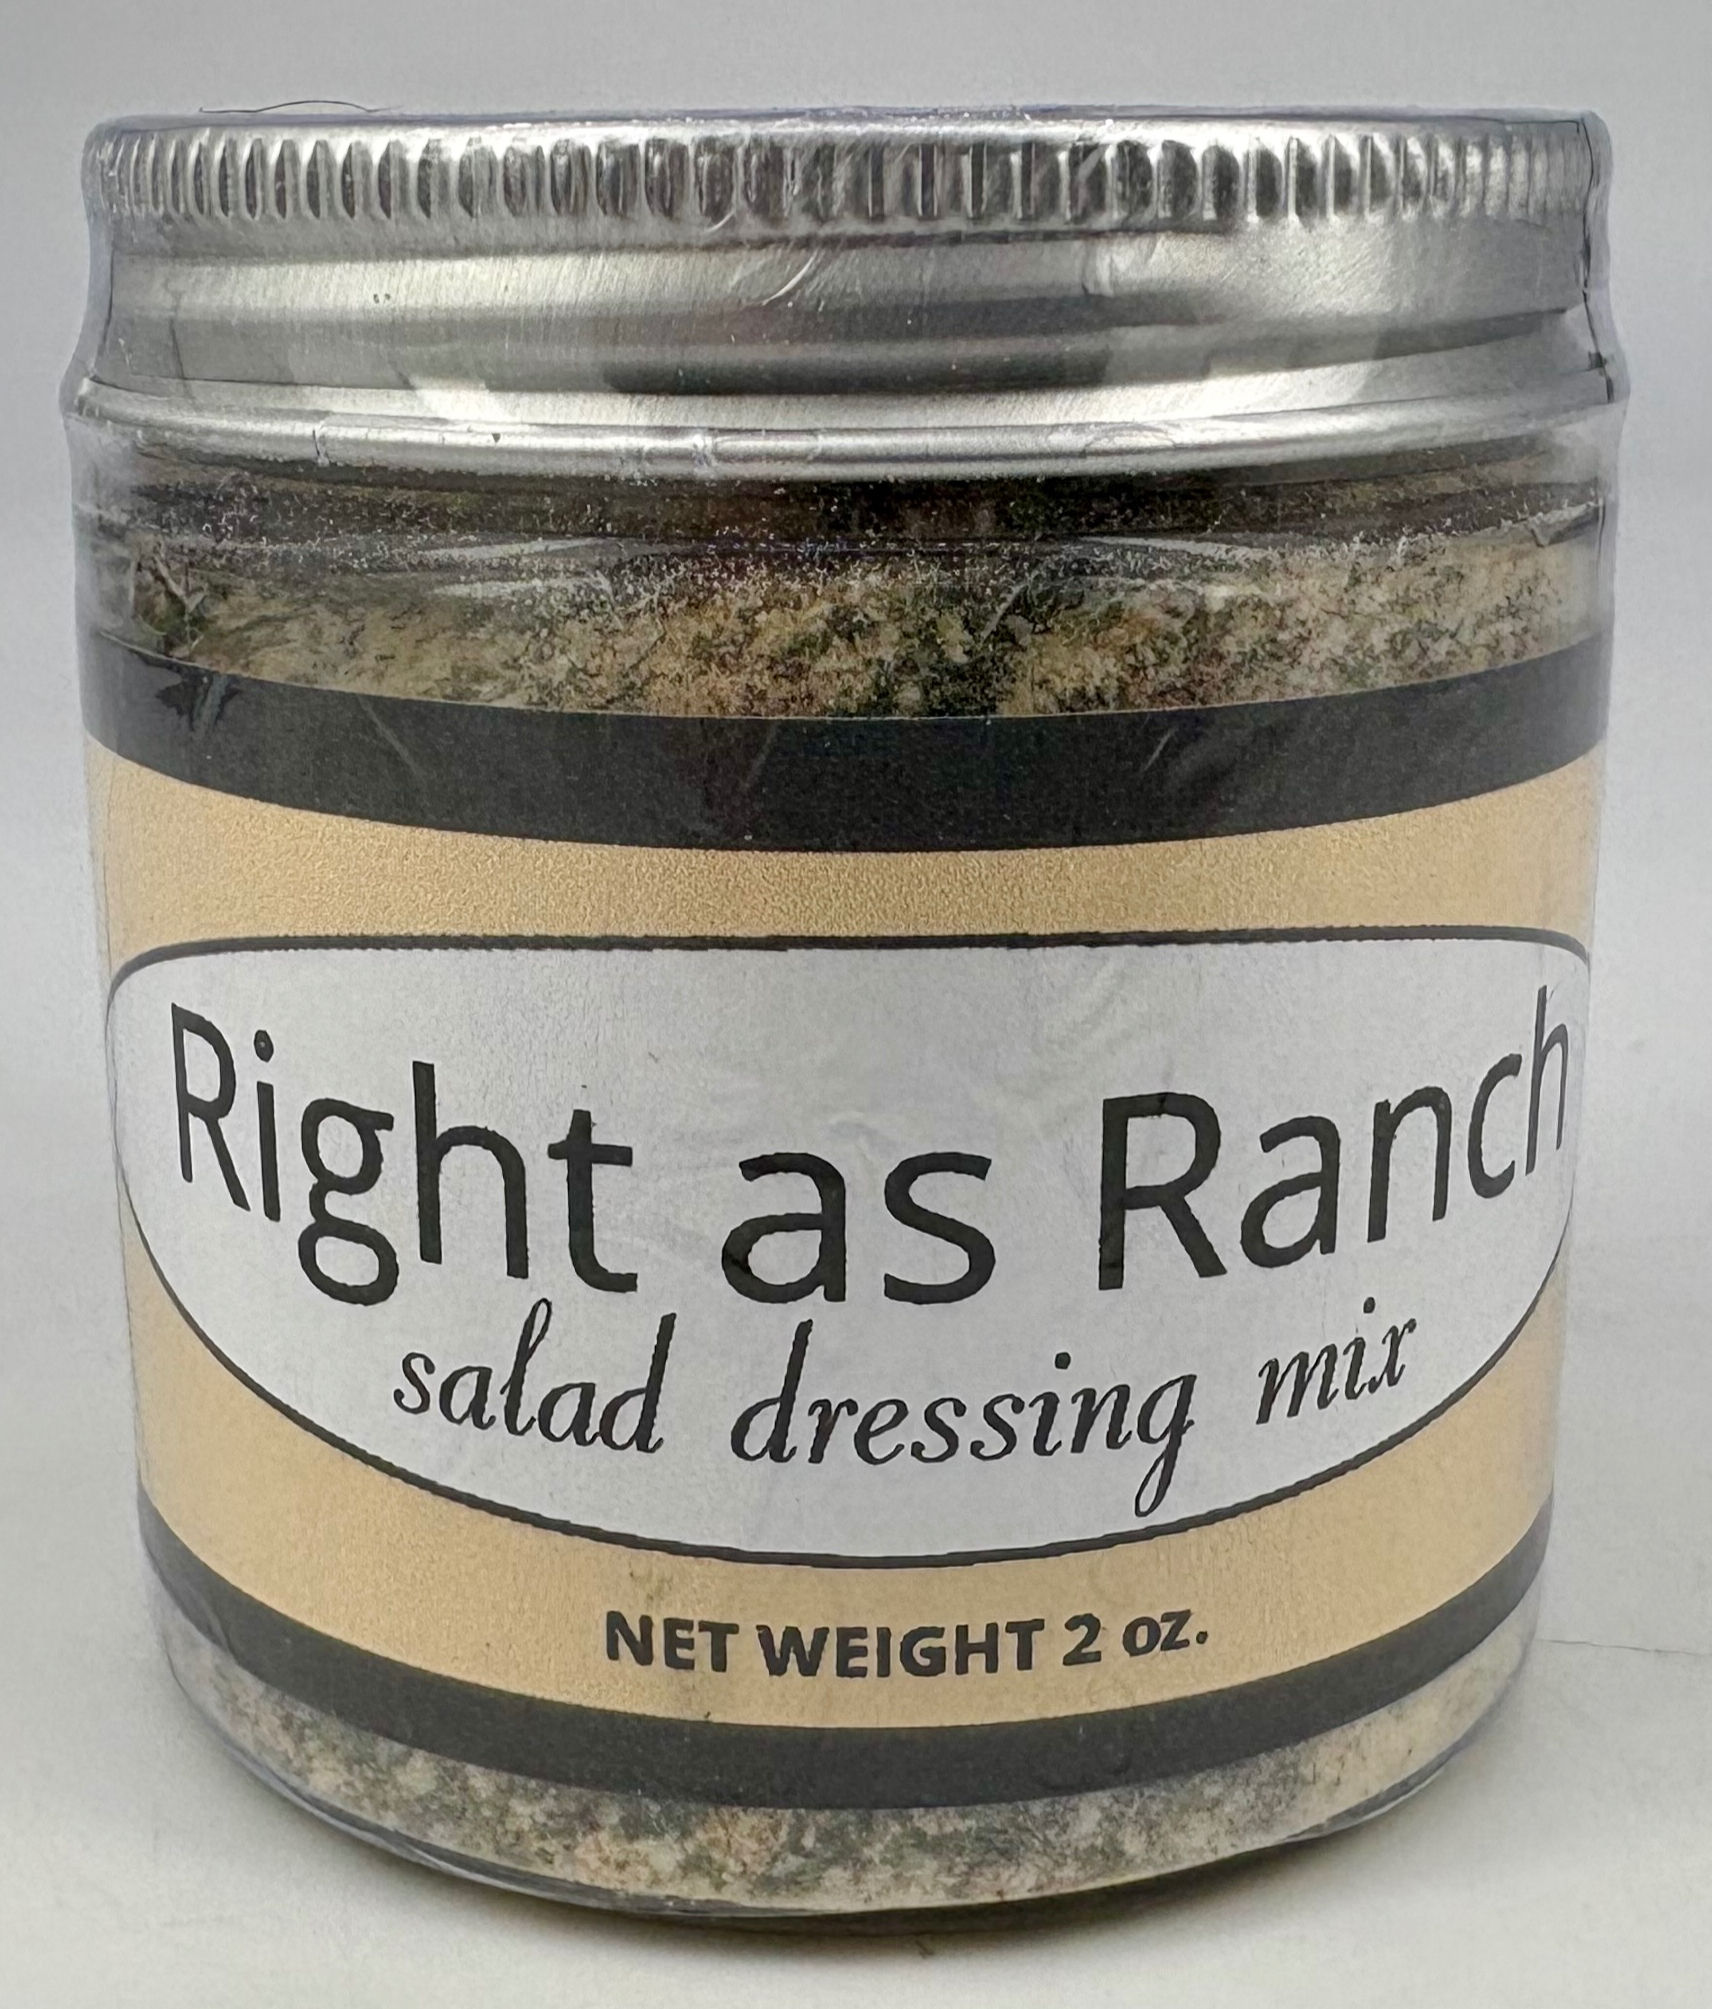 Right as Ranch
salad dressing mix
NET WEIGHT 2 oz.